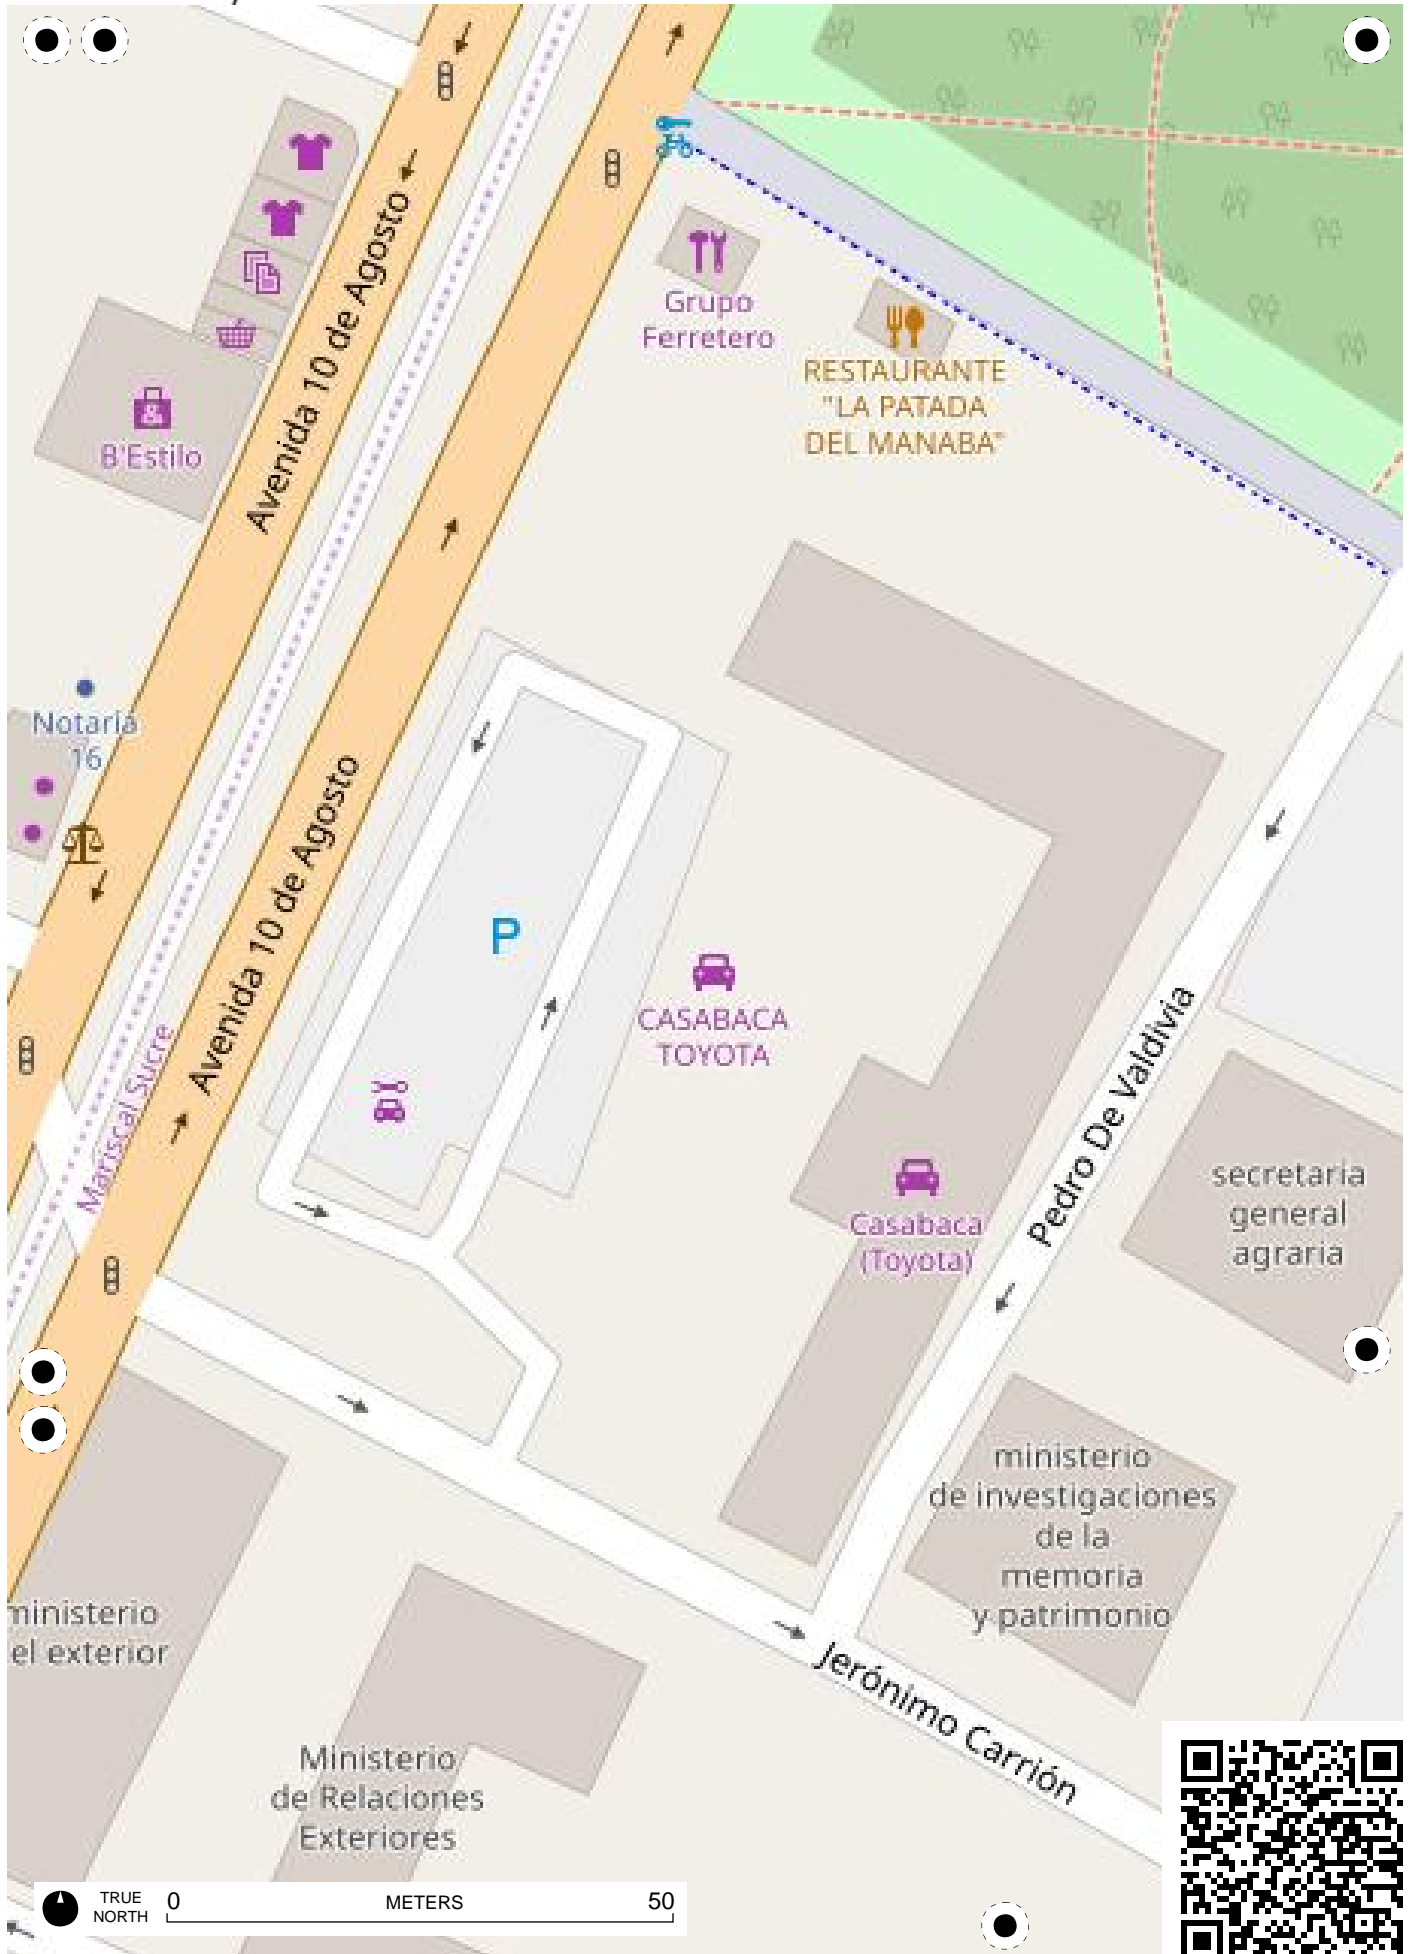 Avenida 10 de Agosto
Grupo
Ferretero
RESTAURANTE
"LA PATADA
DEL MANABA"
B'Estilo
Notaría
16
Avenida 10 de Agosto
P
CASABACA
TOYOTA
Mariscal Sucre
Pedro De Valdivia
Casabaca
(Toyota)
secretaria
general
agraria
ministerio
de investigaciones
de la
memoria
y patrimonio
ministerio
el exterior
Jerónimo Carrión
Ministerio
de Relaciones
Exteriores
TRUE
NORTH
0
METERS
50